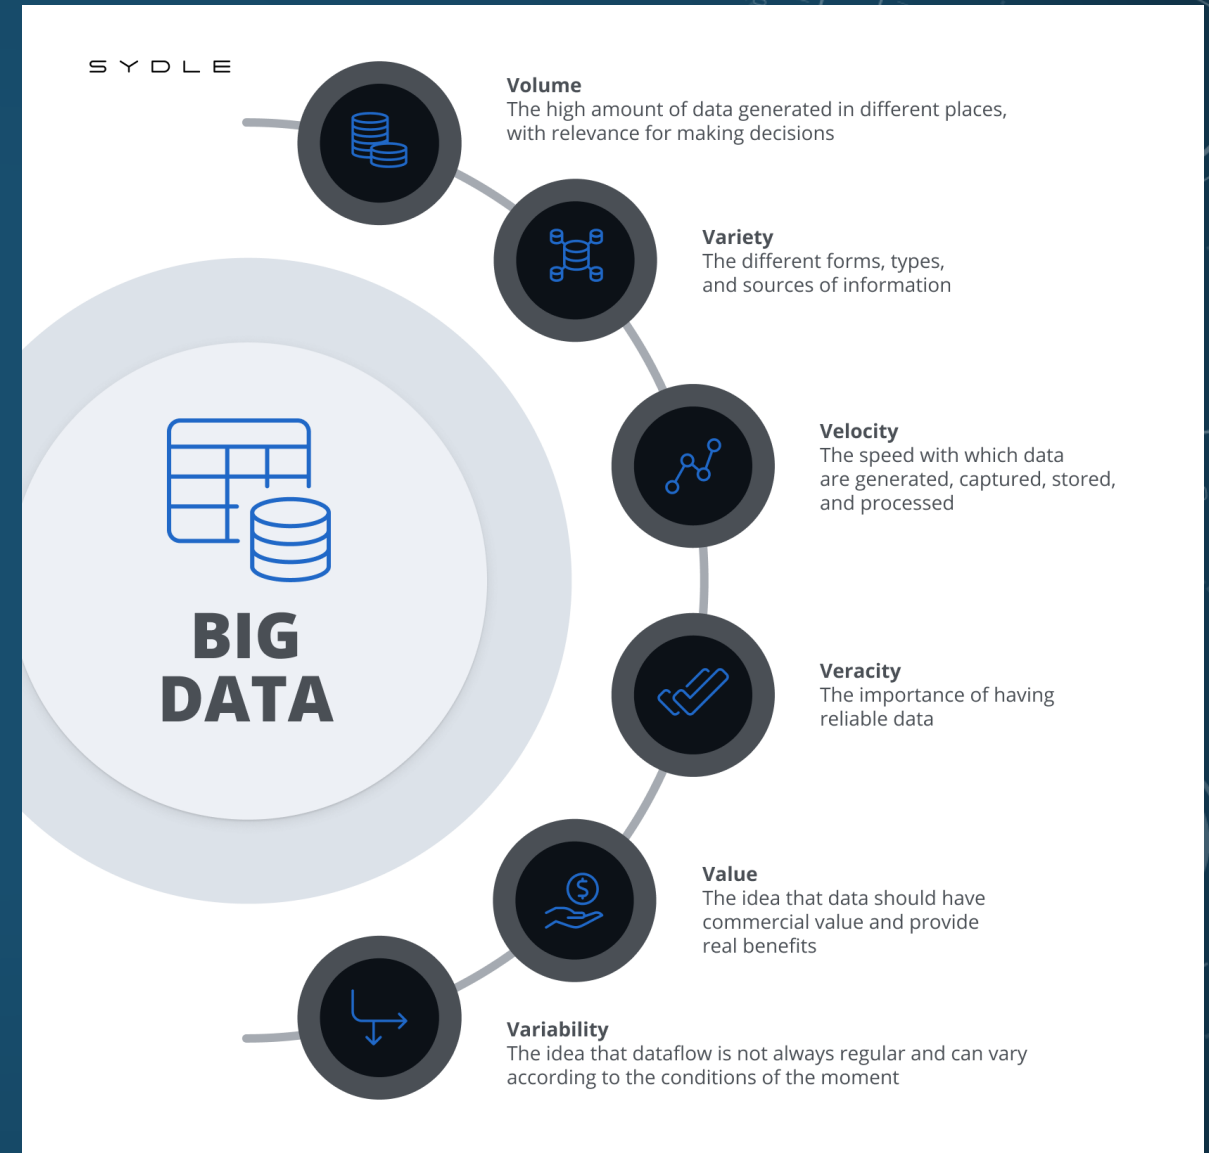 SYDLE
Volume
The high amount of data generated in different places,
with relevance for making decisions
Variety
The different forms, types,
and sources of information
Velocity
The speed with which data
are generated, captured, stored,
and processed
BIG
DATA
Veracity
The importance of having
reliable data
Value
The idea that data should have
commercial value and provide
real benefits
Variability
The idea that dataflow is not always regular and can vary
according to the conditions of the moment